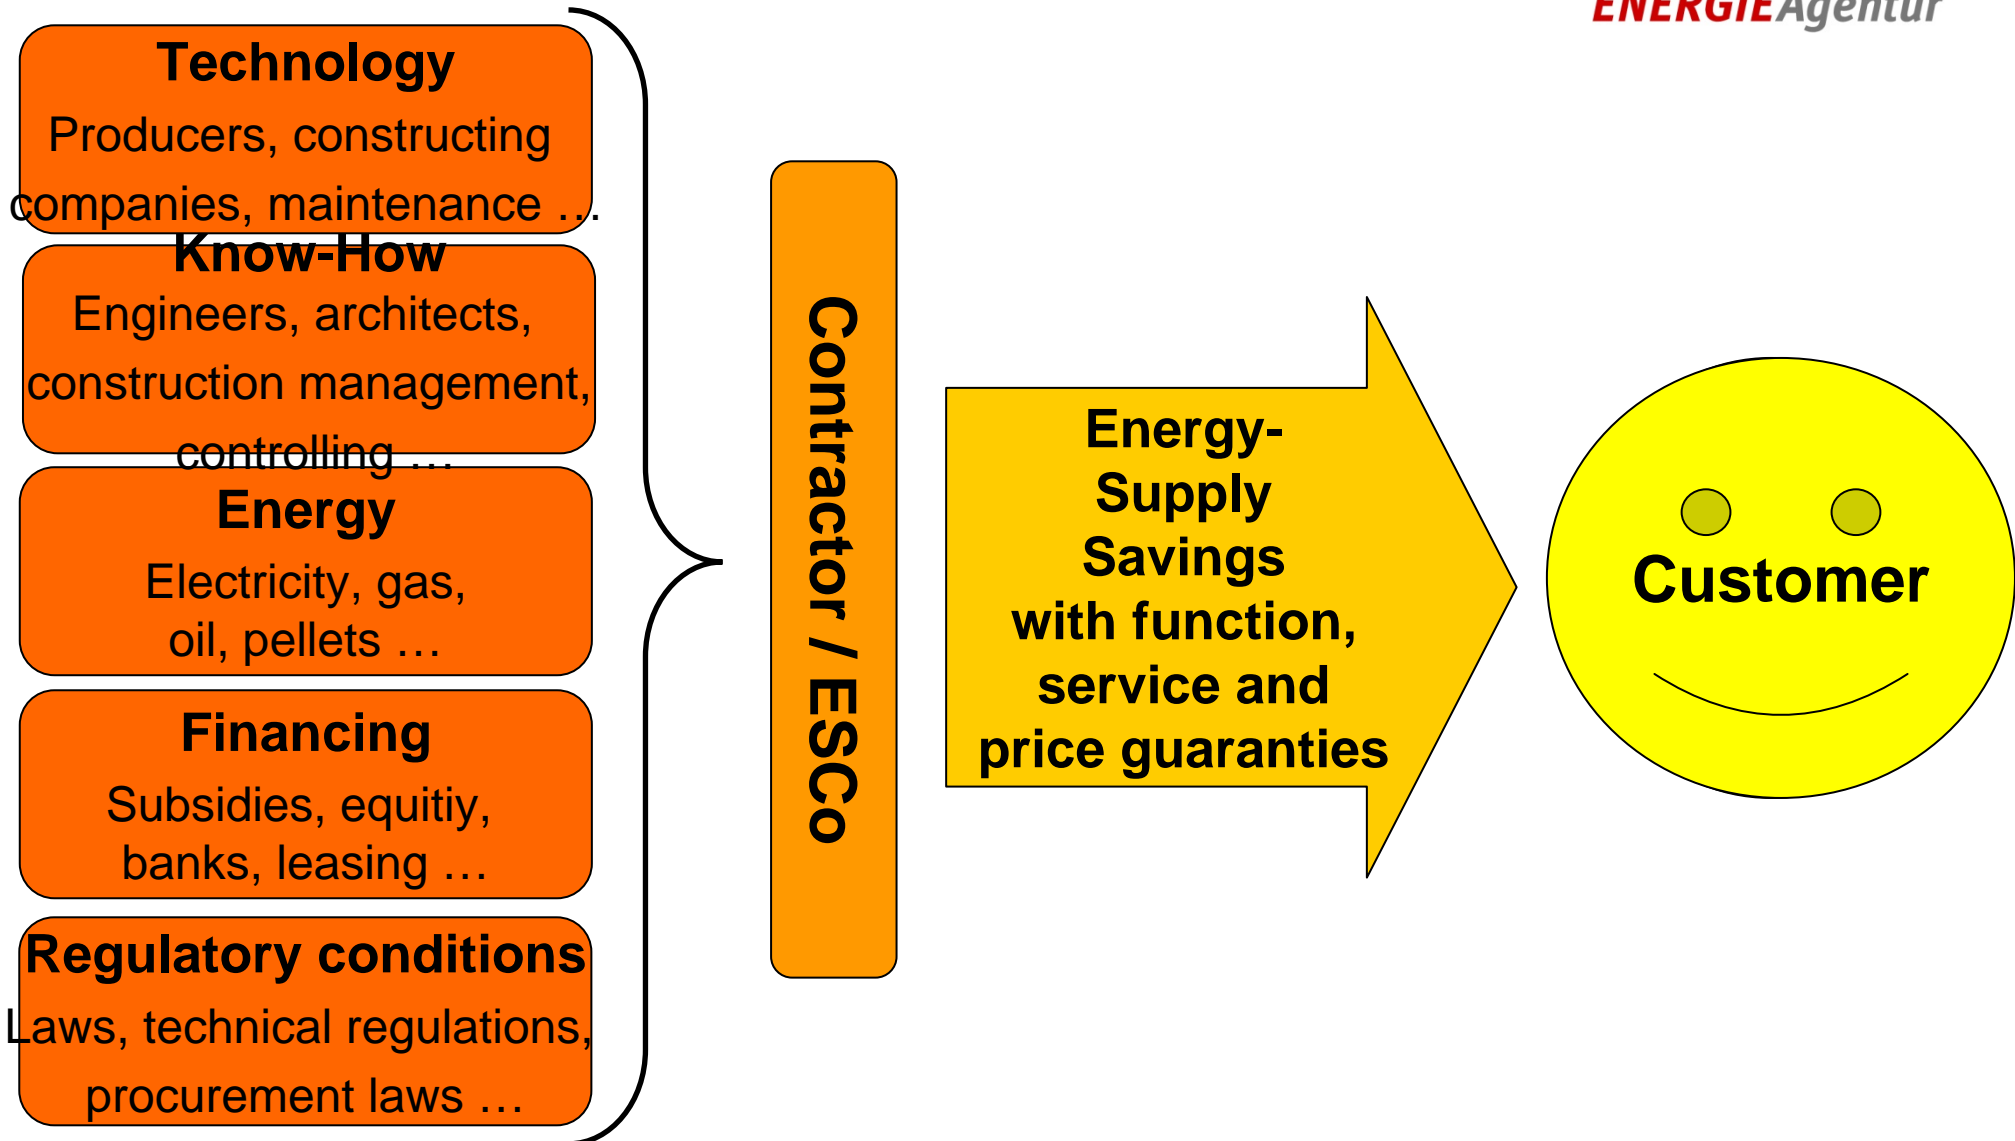 ENERGIEAgentur
Technology
Producers, constructing
companies, maintenance …
Know-How
Engineers, architects,
construction management,
controlling …
Energy
Electricity, gas,
oil, pellets …
Financing
Subsidies, equitiy,
banks, leasing …
Regulatory conditions
Laws, technical regulations,
procurement laws …
Contractor / ESCo
Energy-
Supply
Savings
with function,
service and
price guaranties
Customer